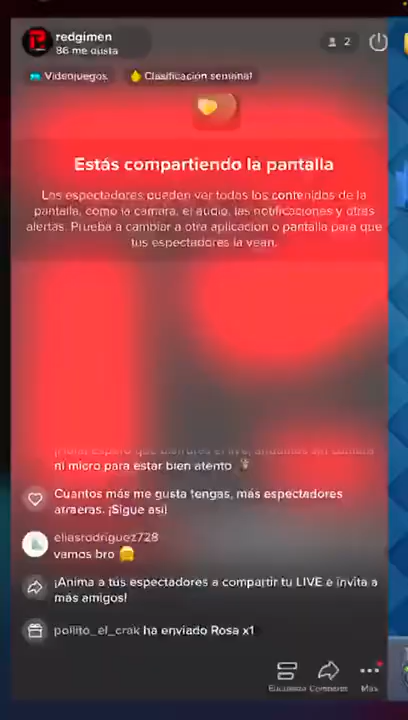 redgimen
86 me gusta
2
Videojuegos
Clasificación semanal
Estás compartiendo la pantalla
Los espectadores pueden ver todos los contenidos de la
pantalla, como la cámara, el audio, las notificaciones y otras
alertas. Prueba a cambiar a otra aplicación o pantalla para que
tus espectadores la vean.
ni micro para estar bien atento
Cuantos más me gusta tengas, más espectadores
atraerás. ¡Sigue así!
eliasrodriguez728
vamos bro
¡Anima a tus espectadores a compartir tu LIVE e invita a
más amigos!
pollito_el_crak ha enviado Rosa x1
Encuesta Compartir Más